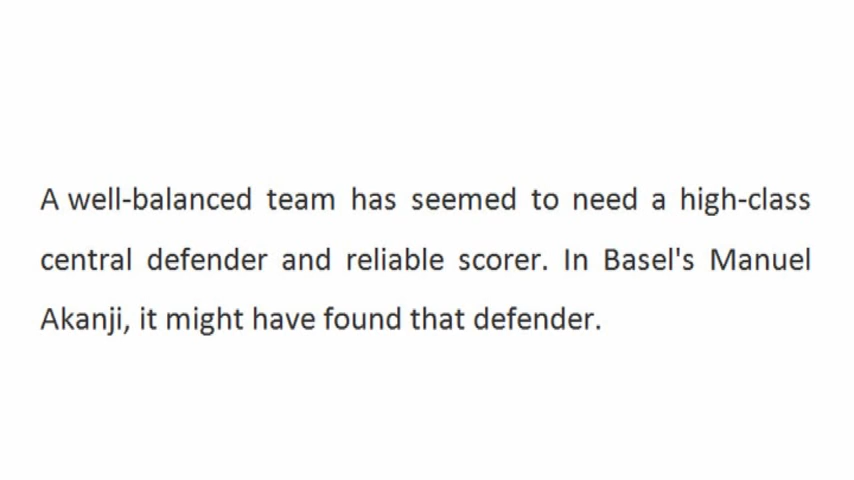 A well-balanced team has seemed to need a high-class
central defender and reliable scorer. In Basel's Manuel
Akanji, it might have found that defender.